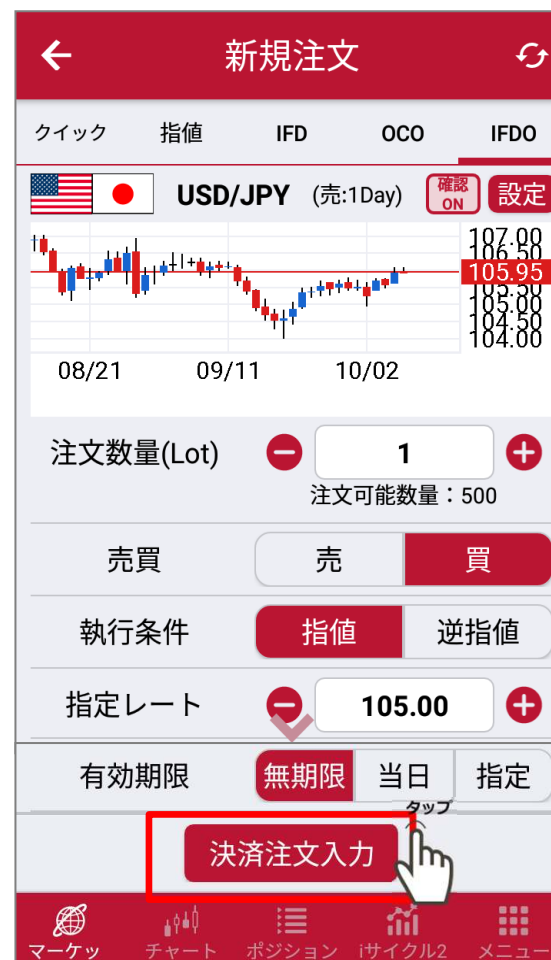 新規注文
クイック 指値 IFD OCO IFDO
USD/JPY (売:1Day) 確認 ON 設定
107.00
106.50
105.95
105.50
105.00
104.50
104.00
08/21 09/11 10/02
注文数量(Lot) 1
注文可能数量：500
売買 売 買
執行条件 指値 逆指値
指定レート 105.00
有効期限 無期限 当日 指定
タップ
決済注文入力
マーケッ チャート ポジション iサイクル2 メニュー